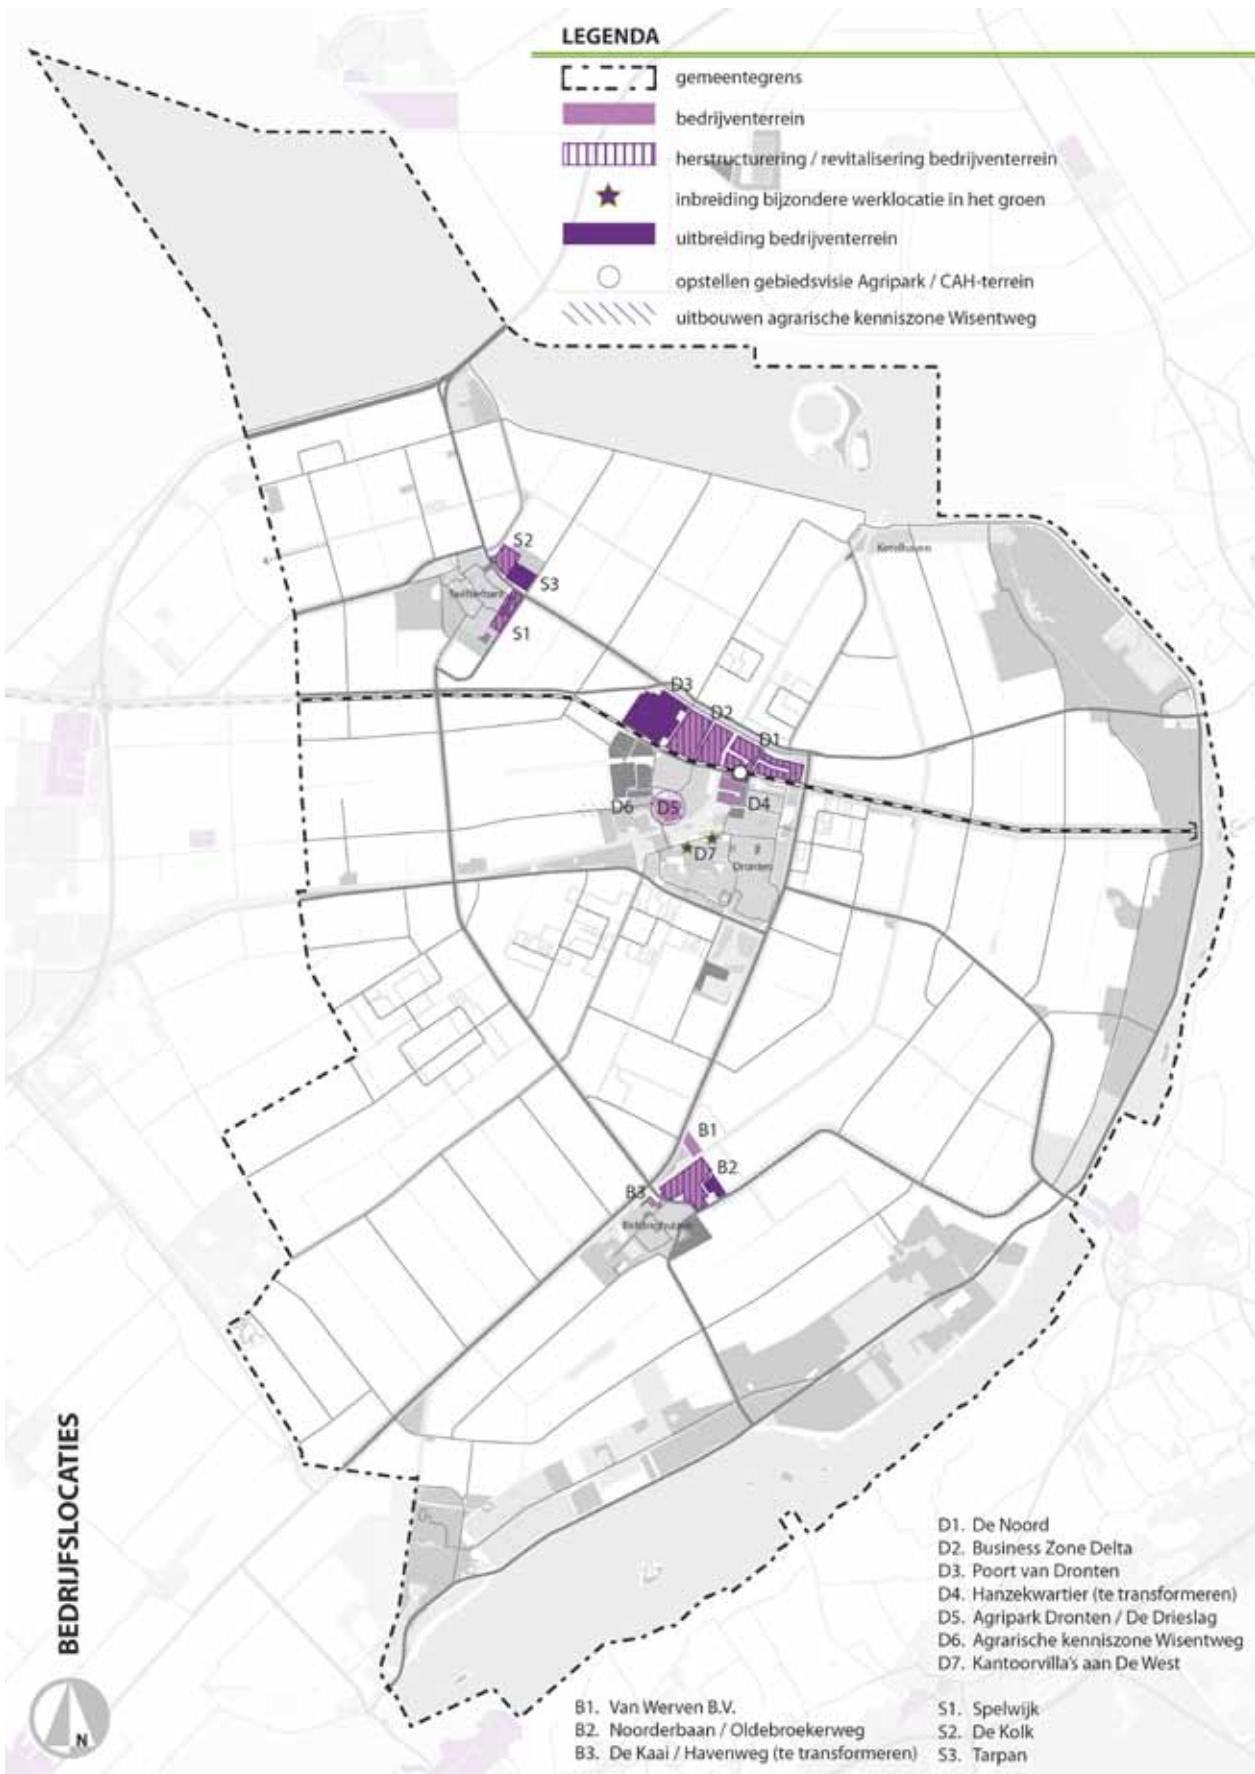 LEGENDA
gemeentegrens
bedrijventerrein
herstructurering / revitalisering bedrijventerrein
inbreiding bijzondere werklocatie in het groen
uitbreiding bedrijventerrein
opstellen gebiedsvisie Agripark / CAH-terrein
uitbouwen agrarische kenniszone Wisentweg
S2
Ketelhaven
S3
Swifterbant
S1
D3
D2
D1
D6
D5
D4
D7
Dronten
B1
B2
B3
Biddinghuizen
BEDRIJFSLOCATIES
N
D1. De Noord
D2. Business Zone Delta
D3. Poort van Dronten
D4. Hanzekwartier (te transformeren)
D5. Agripark Dronten / De Drieslag
D6. Agrarische kenniszone Wisentweg
D7. Kantoorvilla's aan De West
B1. Van Werven B.V.
B2. Noorderbaan / Oldebroekerweg
B3. De Kaai / Havenweg (te transformeren)
S1. Spelwijk
S2. De Kolk
S3. Tarpan